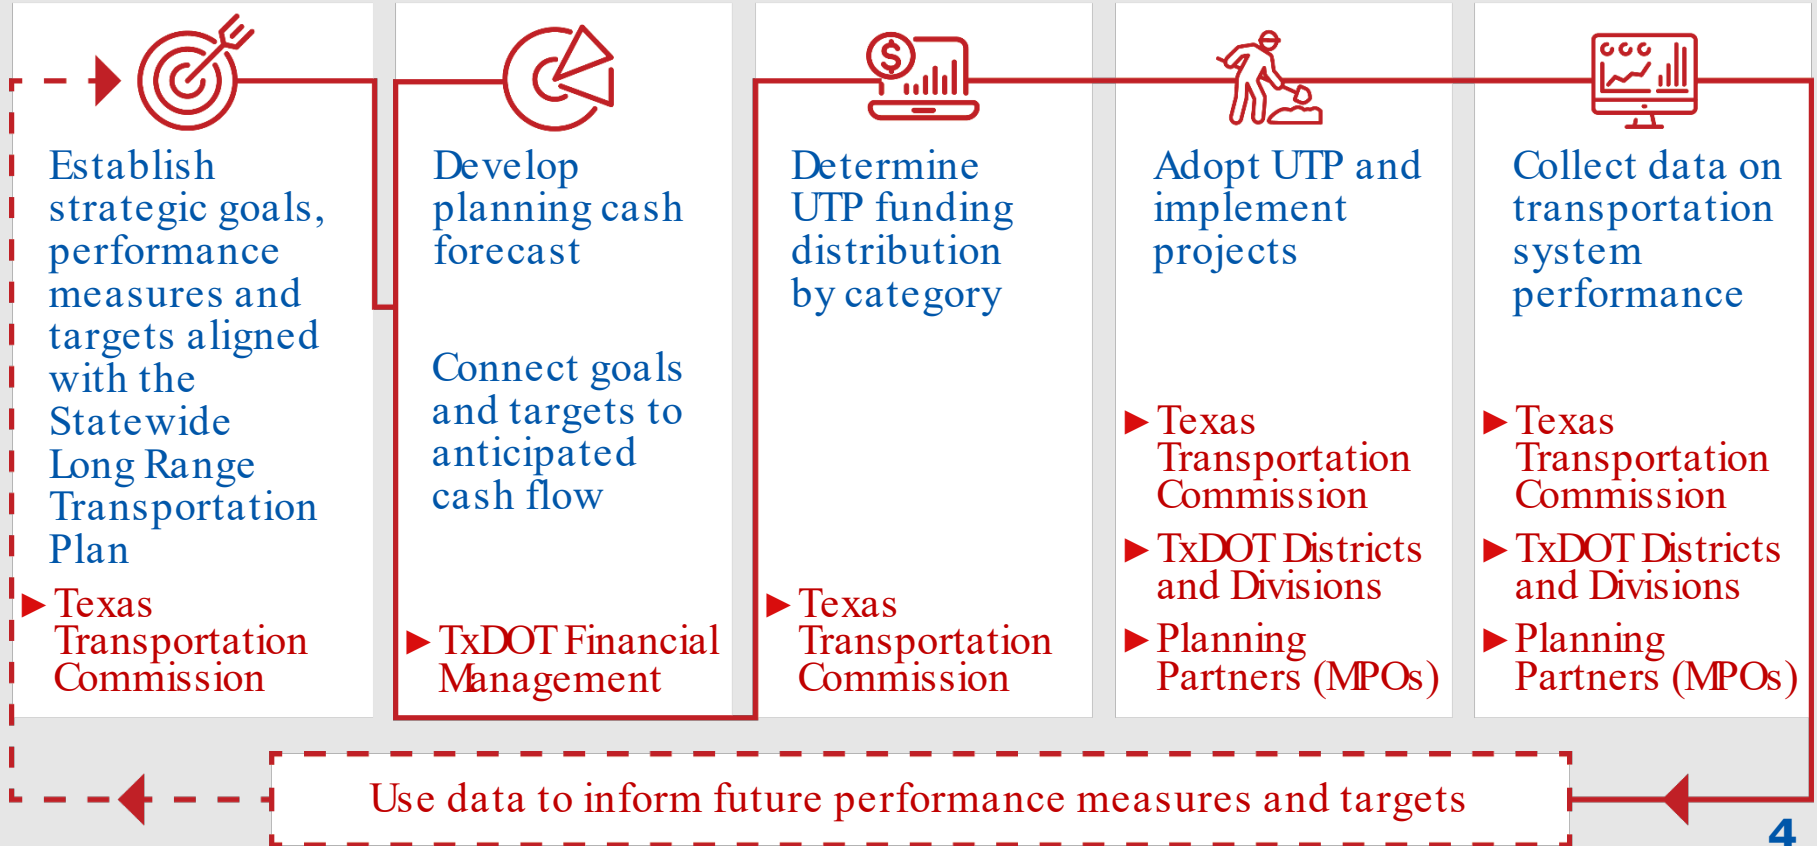 Establish
strategic goals,
performance
measures and
targets aligned
with the
Statewide
Long Range
Transportation
Plan
► Texas
Transportation
Commission
Develop
planning cash
forecast
Connect goals
and targets to
anticipated
cash flow
► TxDOT Financial
Management
Determine
UTP funding
distribution
by category
► Texas
Transportation
Commission
Adopt UTP and
implement
projects
► Texas
Transportation
Commission
► TxDOT Districts
and Divisions
► Planning
Partners (MPOs)
Collect data on
transportation
system
performance
► Texas
Transportation
Commission
► TxDOT Districts
and Divisions
► Planning
Partners (MPOs)
Use data to inform future performance measures and targets
4